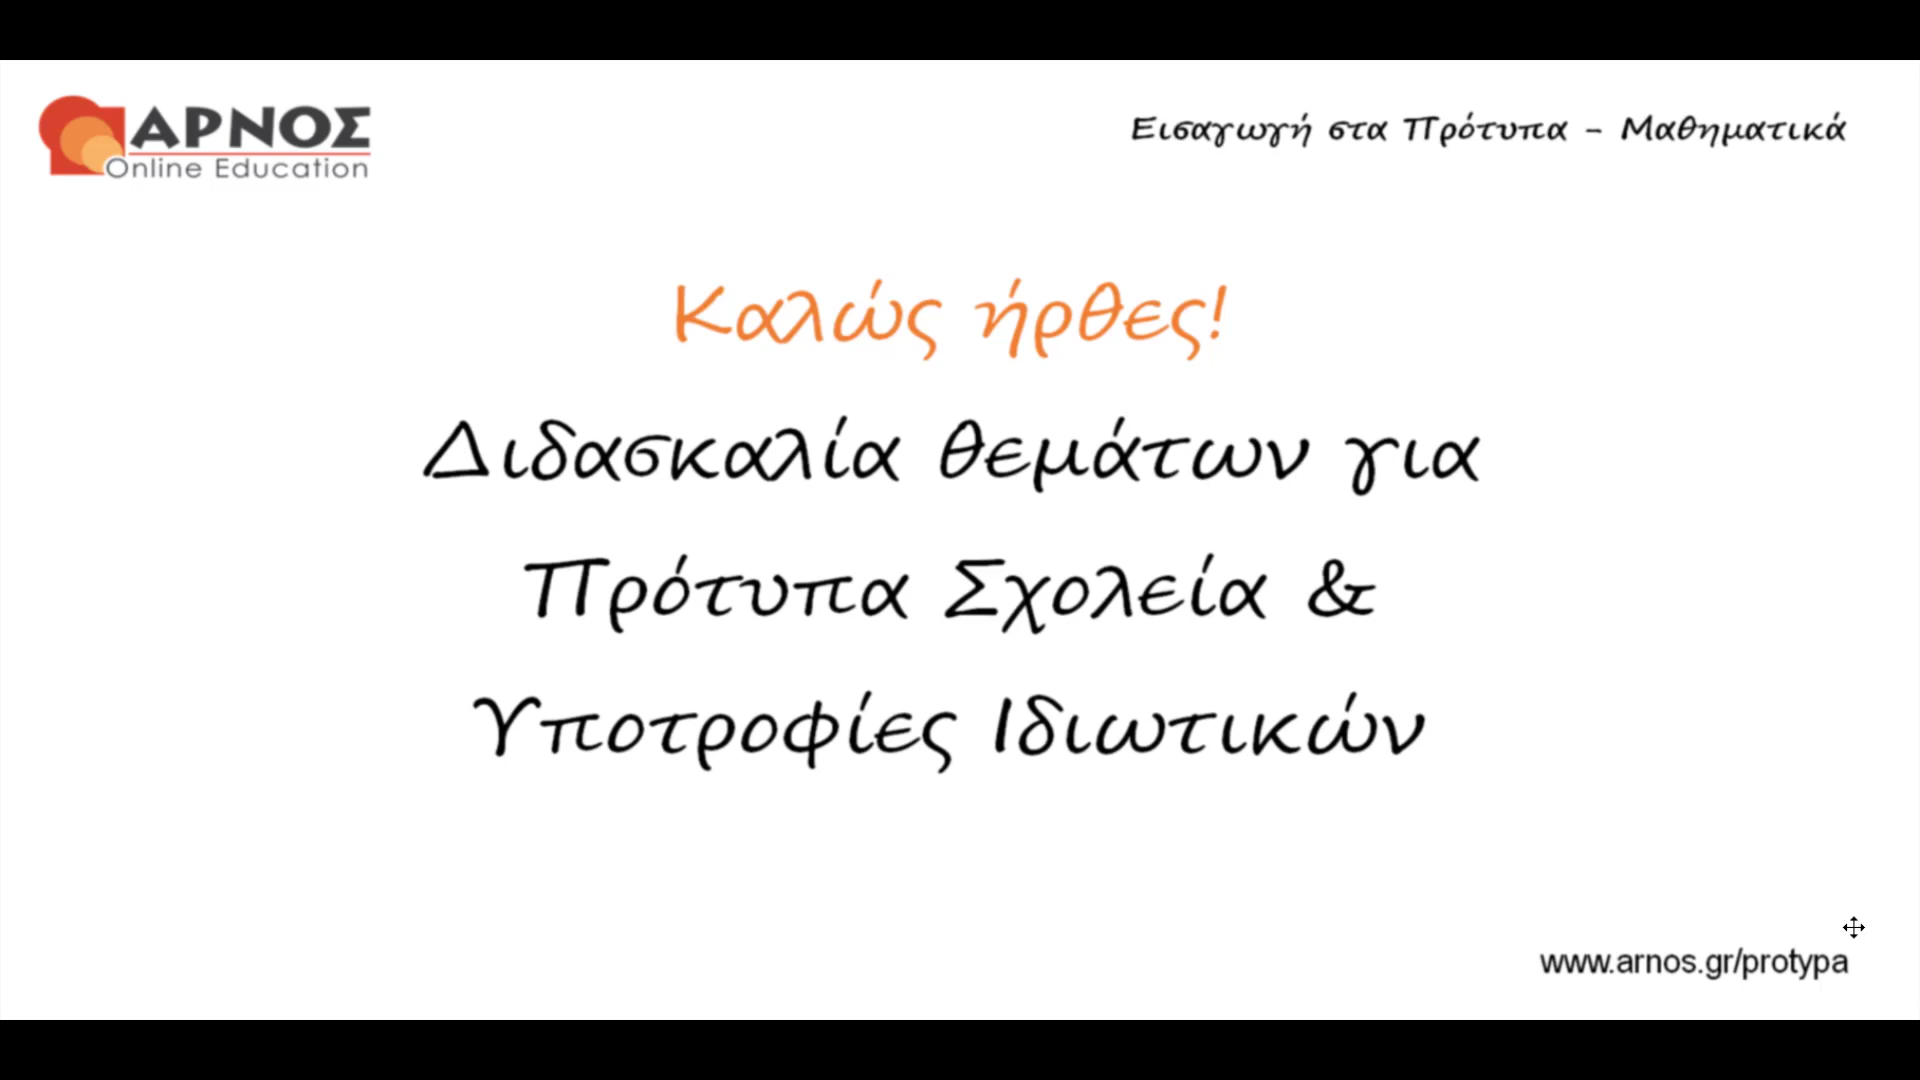 ΑΡΝΟΣ
Online Education
Εισαγωγή στα Πρότυπα - Μαθηματικά
Καλώς ήρθες!
Διδασκαλία θεμάτων για
Πρότυπα Σχολεία &
Υποτροφίες Ιδιωτικών
www.arnos.gr/protypa